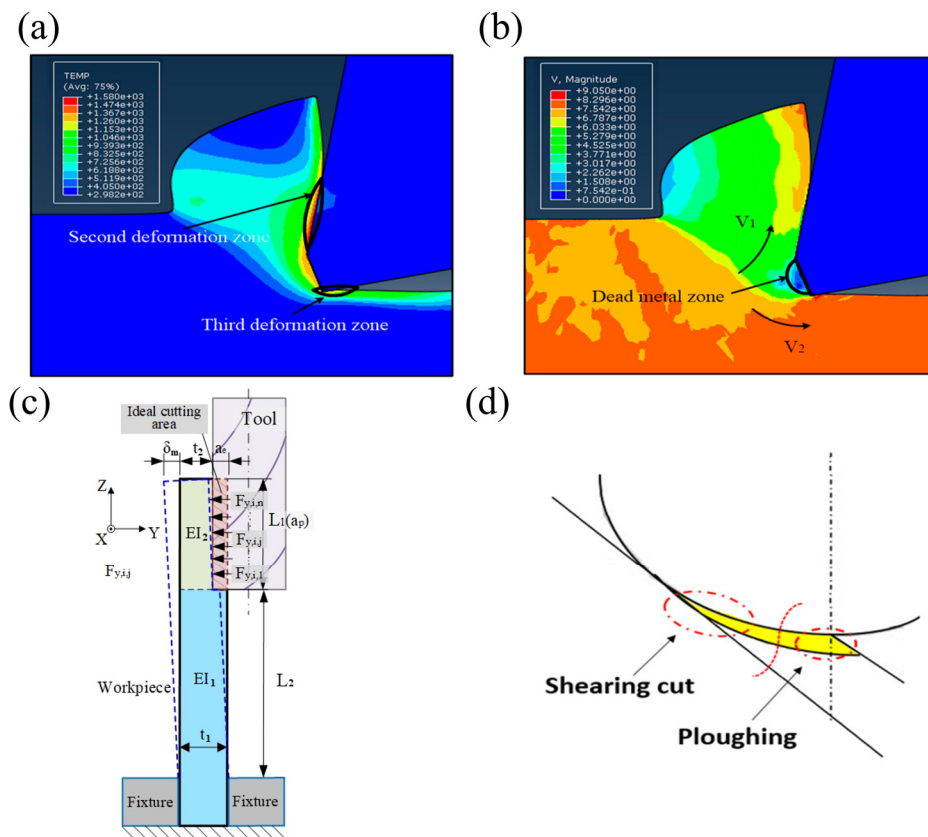 (a)
TEMP
(Avg: 75%)
+1.580e+03
+1.474e+03
+1.367e+03
+1.260e+03
+1.153e+03
+1.046e+03
+9.393e+02
+8.325e+02
+7.256e+02
+6.188e+02
+5.119e+02
+4.050e+02
+2.982e+02
Second deformation zone
Third deformation zone
(b)
V, Magnitude
+9.050e+00
+8.296e+00
+7.542e+00
+6.787e+00
+6.033e+00
+5.279e+00
+4.525e+00
+3.771e+00
+3.017e+00
+2.262e+00
+1.508e+00
+7.542e-01
+0.000e+00
V1
Dead metal zone
V2
(c)
Ideal cutting
area
Tool
δm
t2
ae
Z
Y
X
EI2
Fy,i,n
Fy,i,j
Fy,i,1
L1(ap)
Fy,i,j
Workpiece
EI1
L2
t1
Fixture
Fixture
(d)
Shearing cut
Ploughing